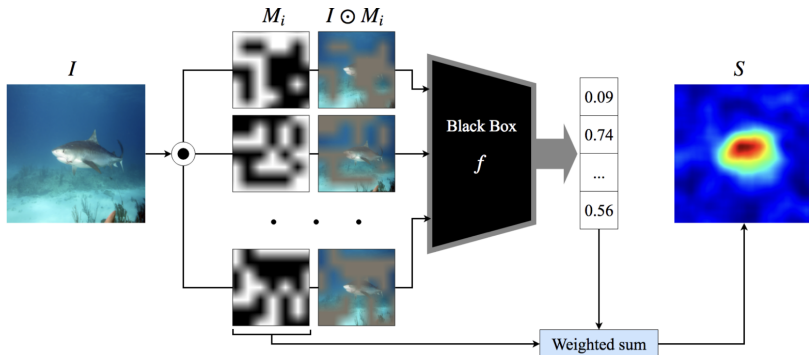 I
M_i
I ⊙ M_i
Black Box
f
0.09
0.74
...
0.56
S
Weighted sum